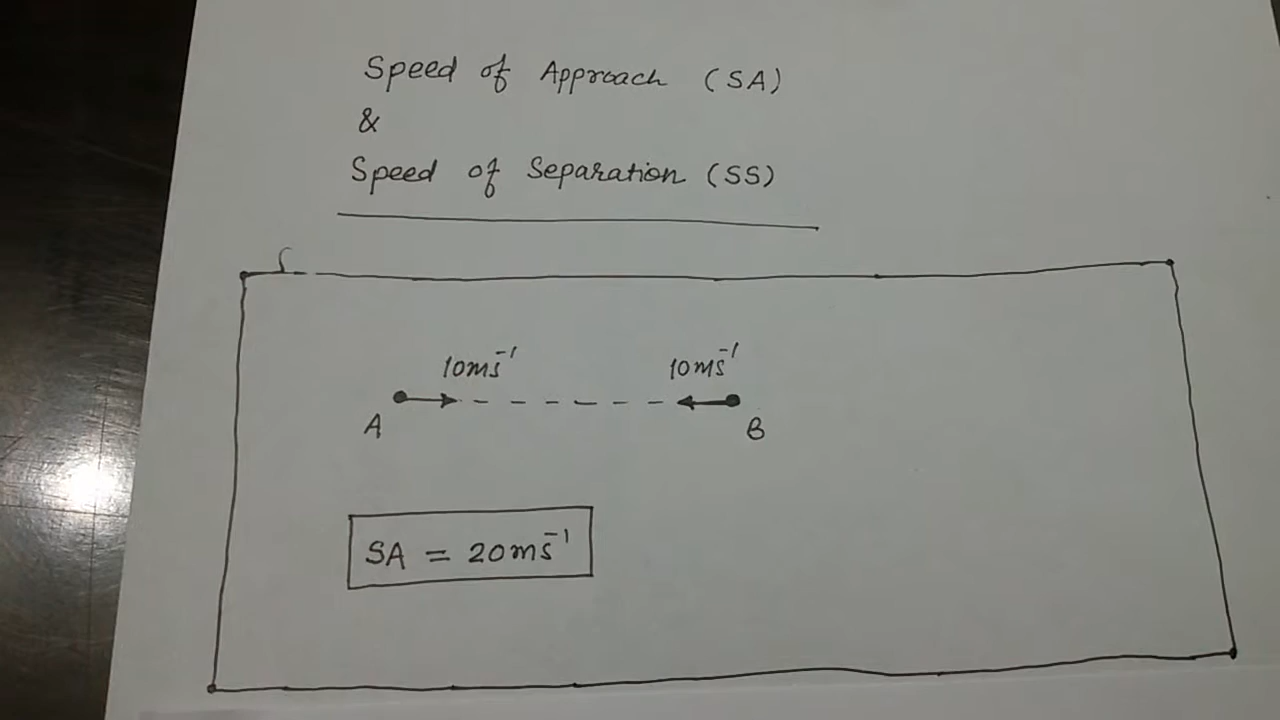 Speed of Approach (SA)
&
Speed of Separation (SS)
10ms⁻¹ 10ms⁻¹
A B
SA = 20ms⁻¹